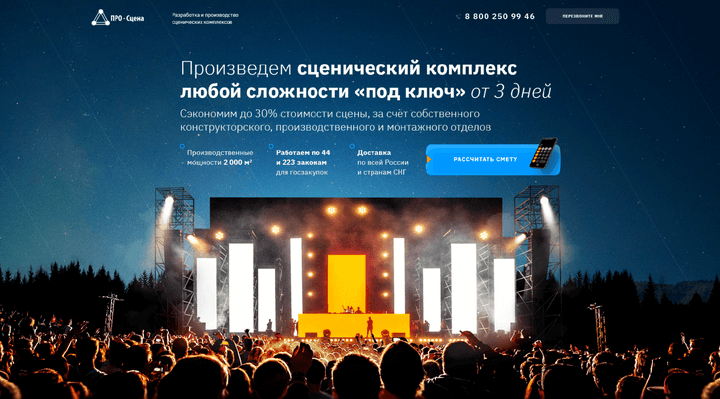 ПРО-Сцена
Разработка и производство
сценических комплексов
8 800 250 99 46
ПЕРЕЗВОНИТЕ МНЕ
Произведем сценический комплекс
любой сложности «под ключ» от 3 дней
Сэкономим до 30% стоимости сцены, за счёт собственного
конструкторского, производственного и монтажного отделов
Производственные
мощности 2 000 м²
Работаем по 44
и 223 законам
для госзакупок
Доставка
по всей России
и странам СНГ
РАССЧИТАТЬ СМЕТУ